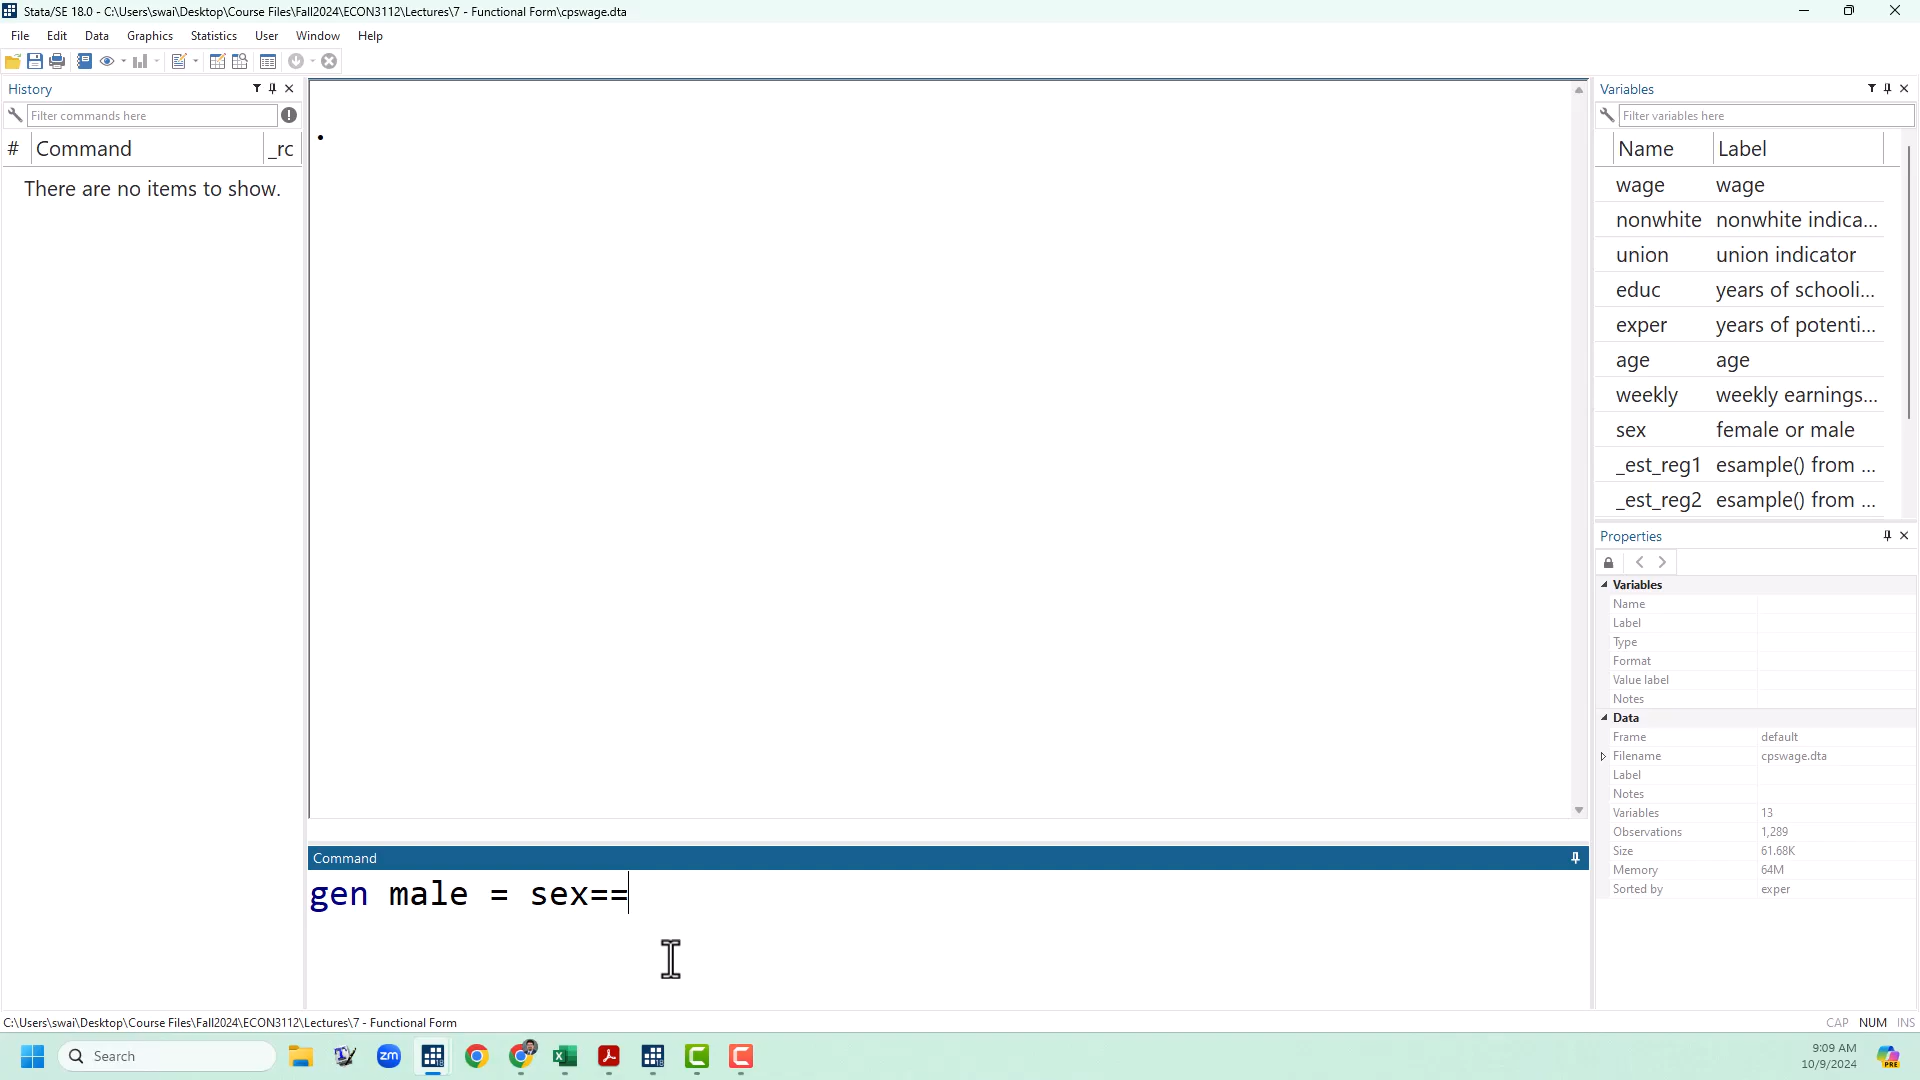 Stata/SE 18.0 - C:\Users\swai\Desktop\Course Files\Fall2024\ECON3112\Lectures\7 - Functional Form\cpswage.dta
File Edit Data Graphics Statistics User Window Help
History
Filter commands here
# Command _rc
There are no items to show.
.
Command
gen male = sex==
Variables
Filter variables here
Name Label
wage wage
nonwhite nonwhite indica...
union union indicator
educ years of schooli...
exper years of potenti...
age age
weekly weekly earnings...
sex female or male
_est_reg1 esample() from ...
_est_reg2 esample() from ...
Properties
Variables
Name
Label
Type
Format
Value label
Notes
Data
Frame default
Filename cpswage.dta
Label
Notes
Variables 13
Observations 1,289
Size 61.68K
Memory 64M
Sorted by exper
C:\Users\swai\Desktop\Course Files\Fall2024\ECON3112\Lectures\7 - Functional Form
CAP NUM INS
Search
zm
18
18
9:09 AM
10/9/2024
PRE